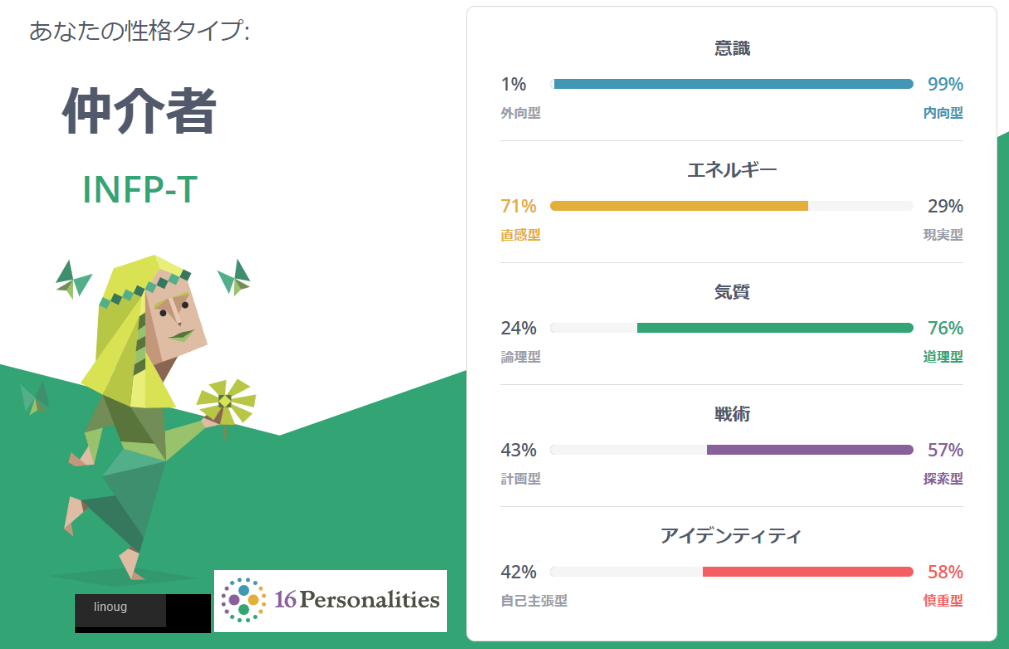 あなたの性格タイプ:
仲介者
INFP-T
linoug
16Personalities
意識
1% 99%
外向型 内向型
エネルギー
71% 29%
直感型 現実型
気質
24% 76%
論理型 道理型
戦術
43% 57%
計画型 探索型
アイデンティティ
42% 58%
自己主張型 慎重型